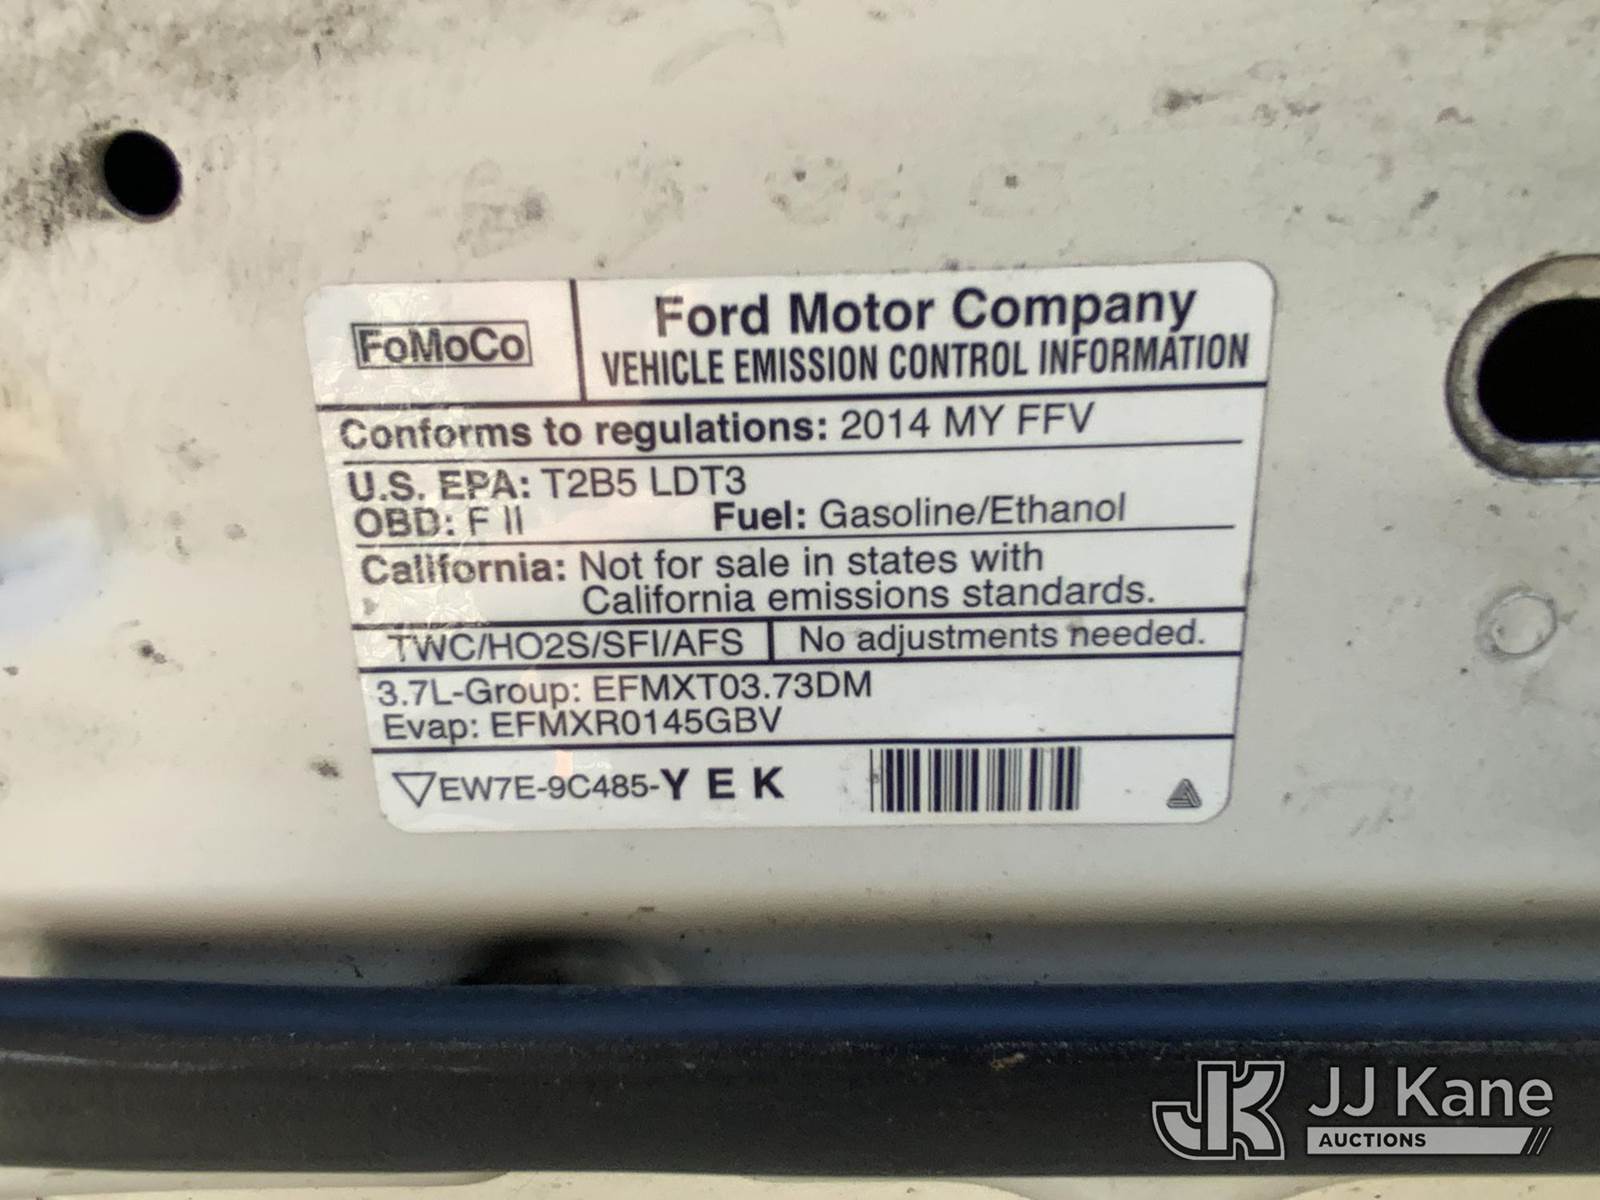 FoMoCo
Ford Motor Company
VEHICLE EMISSION CONTROL INFORMATION
Conforms to regulations: 2014 MY FFV
U.S. EPA: T2B5 LDT3
OBD: F II Fuel: Gasoline/Ethanol
California: Not for sale in states with
California emissions standards.
TWC/HO2S/SFI/AFS No adjustments needed.
3.7L-Group: EFMXT03.73DM
Evap: EFMXR0145GBV
EW7E-9C485-Y E K
JK JJ Kane
AUCTIONS